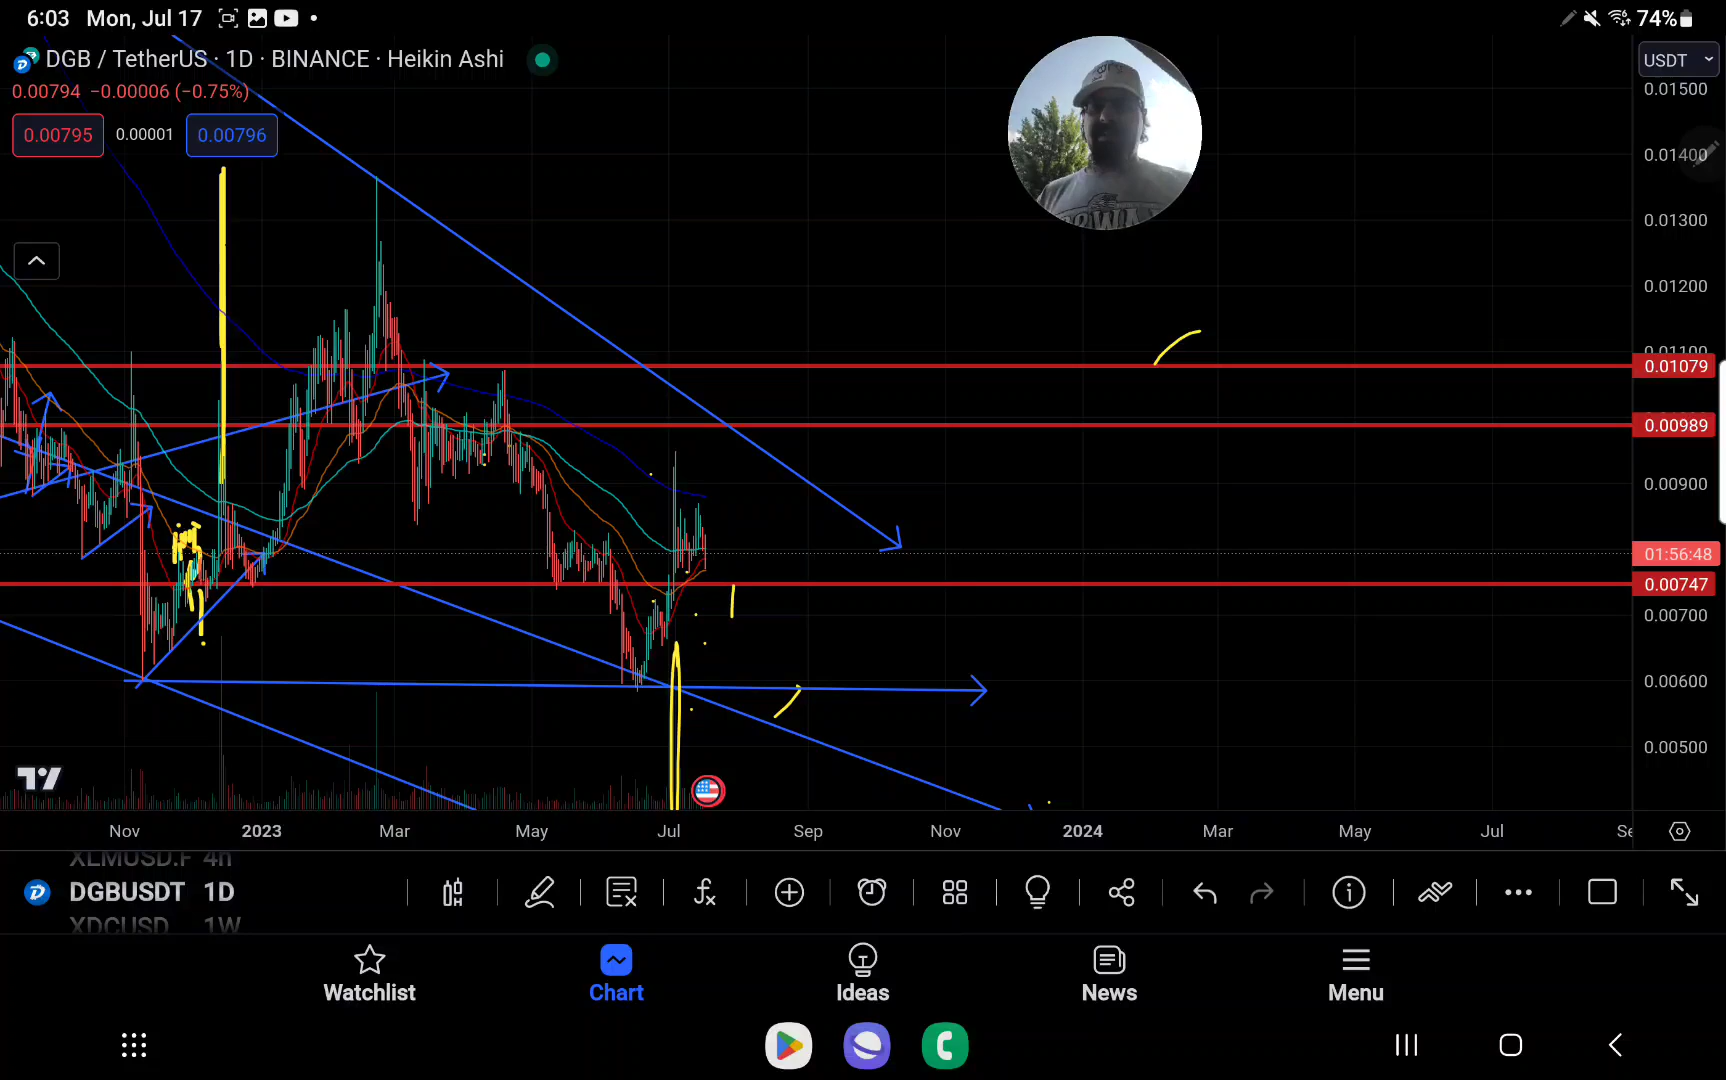 6:03 Mon, Jul 17 74%
DGB / TetherUS · 1D · BINANCE · Heikin Ashi
USDT
0.00794 −0.00006 (−0.75%)
0.00795 0.00001 0.00796
0.01500
0.01400
0.01300
0.01200
0.01100
0.01079
0.00989
0.00900
01:56:48
0.00747
0.00700
0.00600
0.00500
Nov 2023 Mar May Jul Sep Nov 2024 Mar May Jul
XLMUSD.F 4h
DGBUSDT 1D
XDCUSD 1W
Watchlist Chart Ideas News Menu